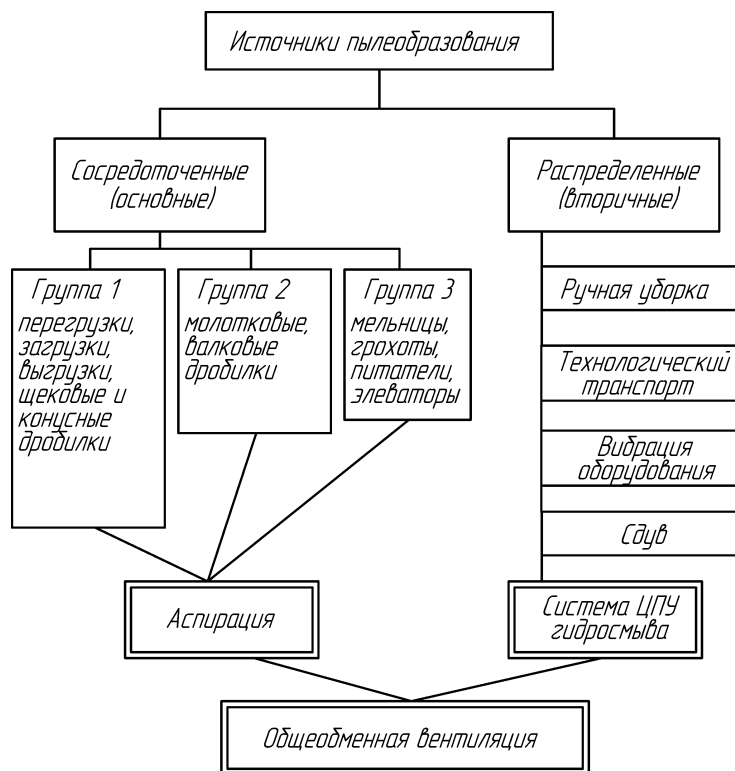 Источники пылеобразования
Сосредоточенные
(основные)
Распределенные
(вторичные)
Группа 1
перегрузки,
загрузки,
выгрузки,
щековые и
конусные
дробилки
Группа 2
молотковые,
валковые
дробилки
Группа 3
мельницы,
грохоты,
питатели,
элеваторы
Ручная уборка
Технологический
транспорт
Вибрация
оборудования
Сдув
Аспирация
Система ЦПУ
гидросмыва
Общеобменная вентиляция